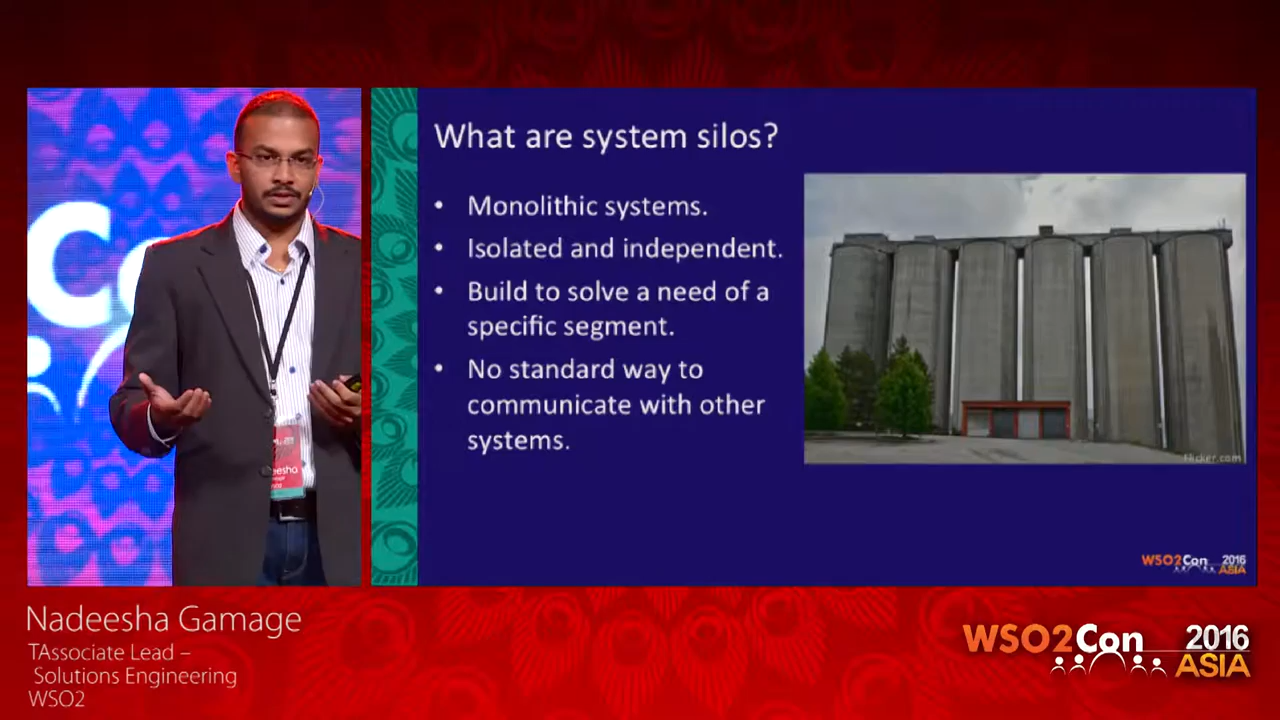 What are system silos?
• Monolithic systems.
• Isolated and independent.
• Build to solve a need of a
specific segment.
• No standard way to
communicate with other
systems.
Flicker.com
WSO2Con 2016
ASIA
Nadeesha Gamage
TAssociate Lead –
Solutions Engineering
WSO2
WSO2Con 2016
ASIA